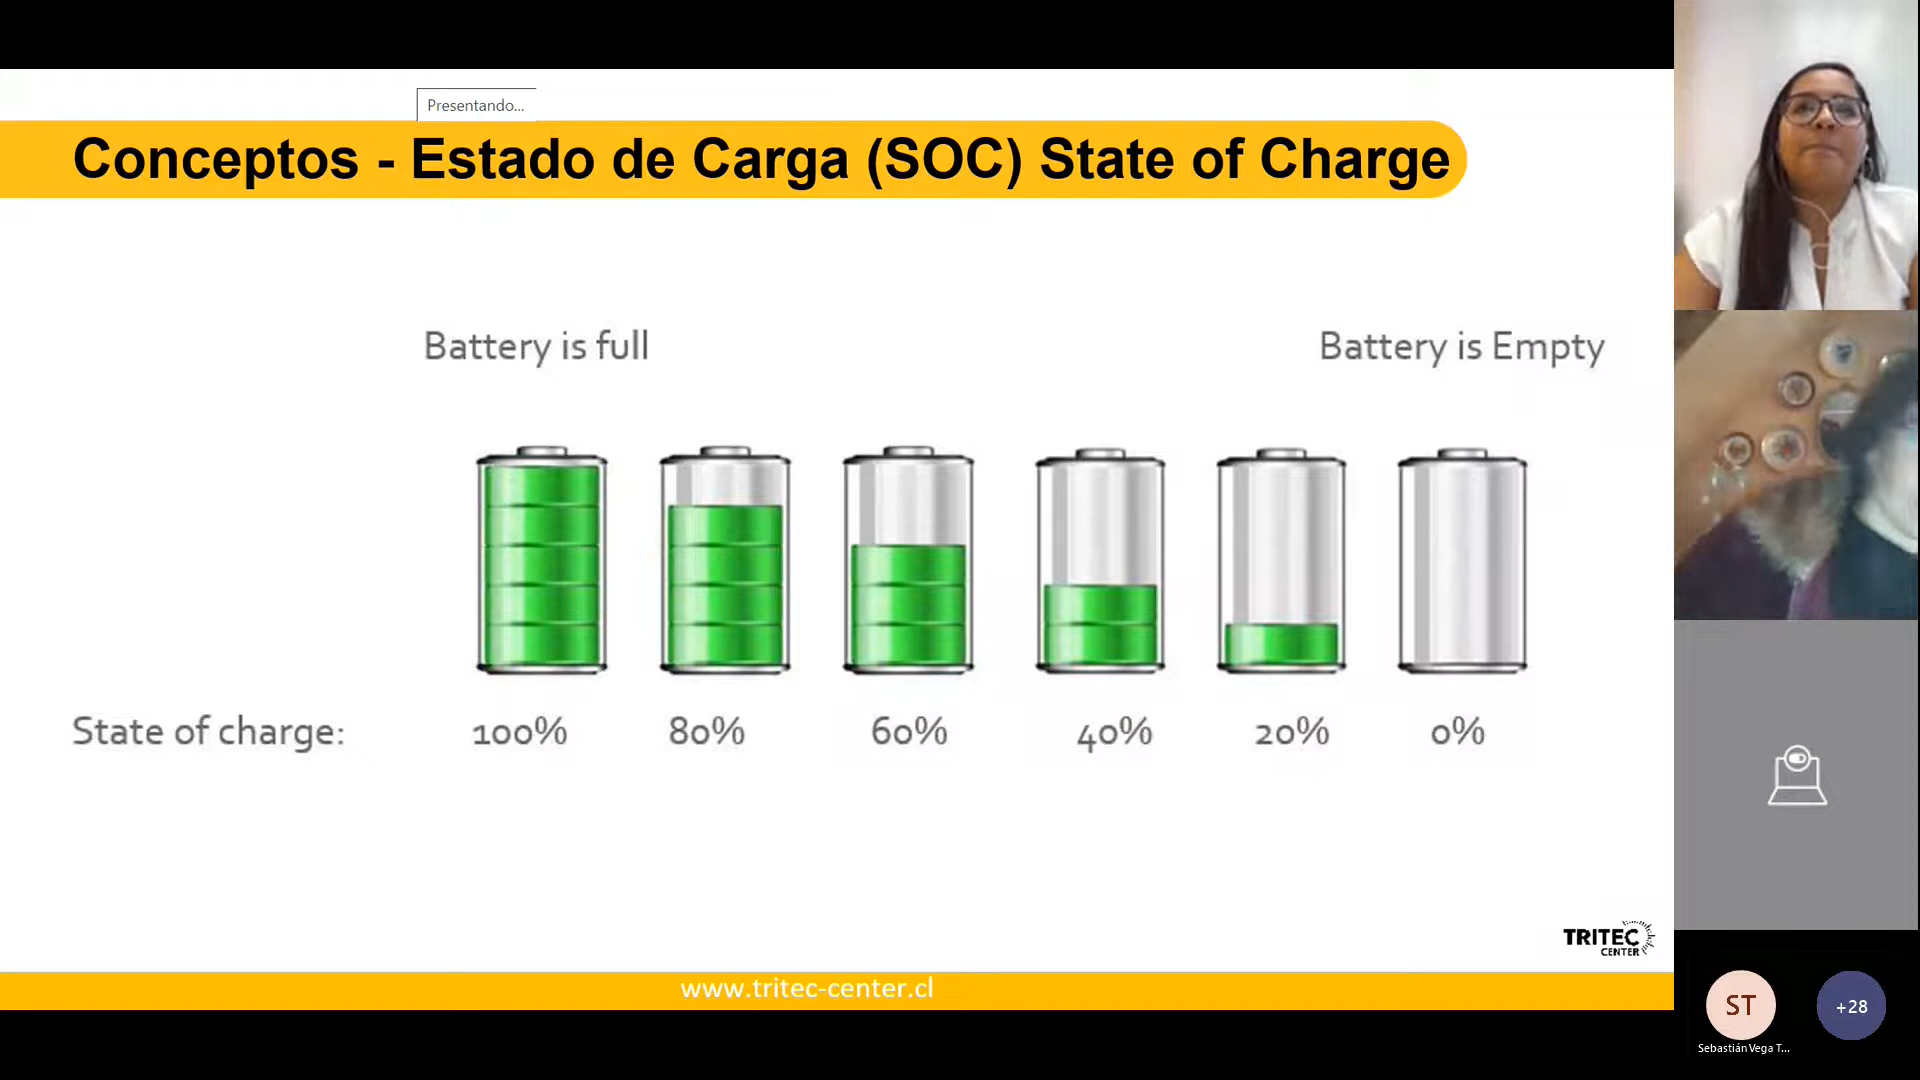 Presentando...
Conceptos - Estado de Carga (SOC) State of Charge
Battery is full
Battery is Empty
State of charge: 100% 80% 60% 40% 20% 0%
TRITEC
CENTER
www.tritec-center.cl
ST
+28
Sebastián Vega T...